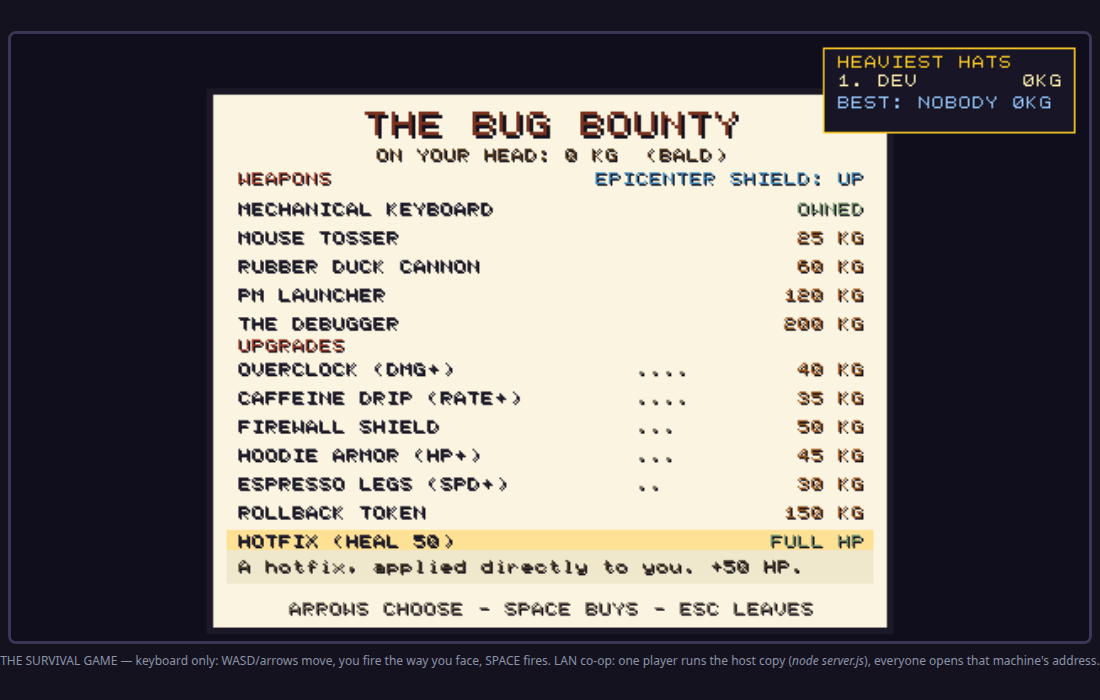 HEAVIEST HATS
1. DEV 0KG
BEST: NOBODY 0KG
THE BUG BOUNTY
ON YOUR HEAD: 0 KG (BALD)
WEAPONS EPICENTER SHIELD: UP
MECHANICAL KEYBOARD OWNED
MOUSE TOSSER 25 KG
RUBBER DUCK CANNON 60 KG
PM LAUNCHER 120 KG
THE DEBUGGER 200 KG
UPGRADES
OVERCLOCK (DMG+) .... 40 KG
CAFFEINE DRIP (RATE+) .... 35 KG
FIREWALL SHIELD ... 50 KG
HOODIE ARMOR (HP+) ... 45 KG
ESPRESSO LEGS (SPD+) .. 30 KG
ROLLBACK TOKEN 150 KG
HOTFIX (HEAL 50) FULL HP
A hotfix, applied directly to you. +50 HP.
ARROWS CHOOSE - SPACE BUYS - ESC LEAVES
THE SURVIVAL GAME — keyboard only: WASD/arrows move, you fire the way you face, SPACE fires. LAN co-op: one player runs the host copy (node server.js), everyone opens that machine's address.